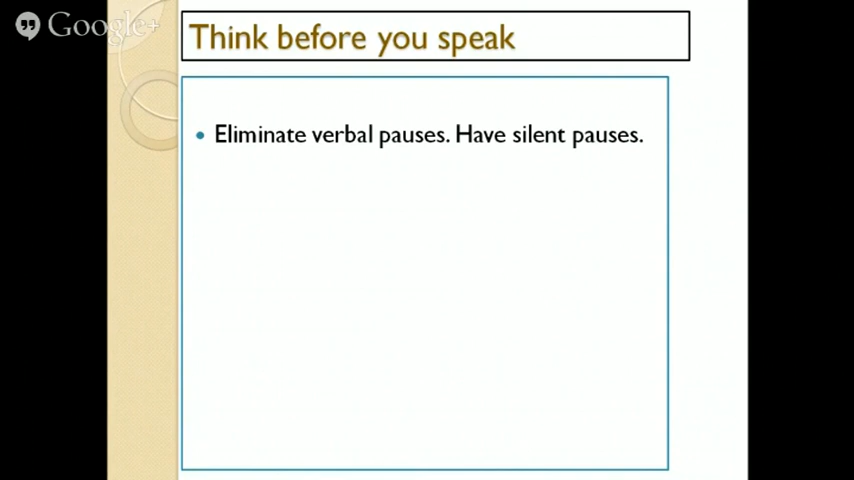 Google+
Think before you speak
Eliminate verbal pauses. Have silent pauses.